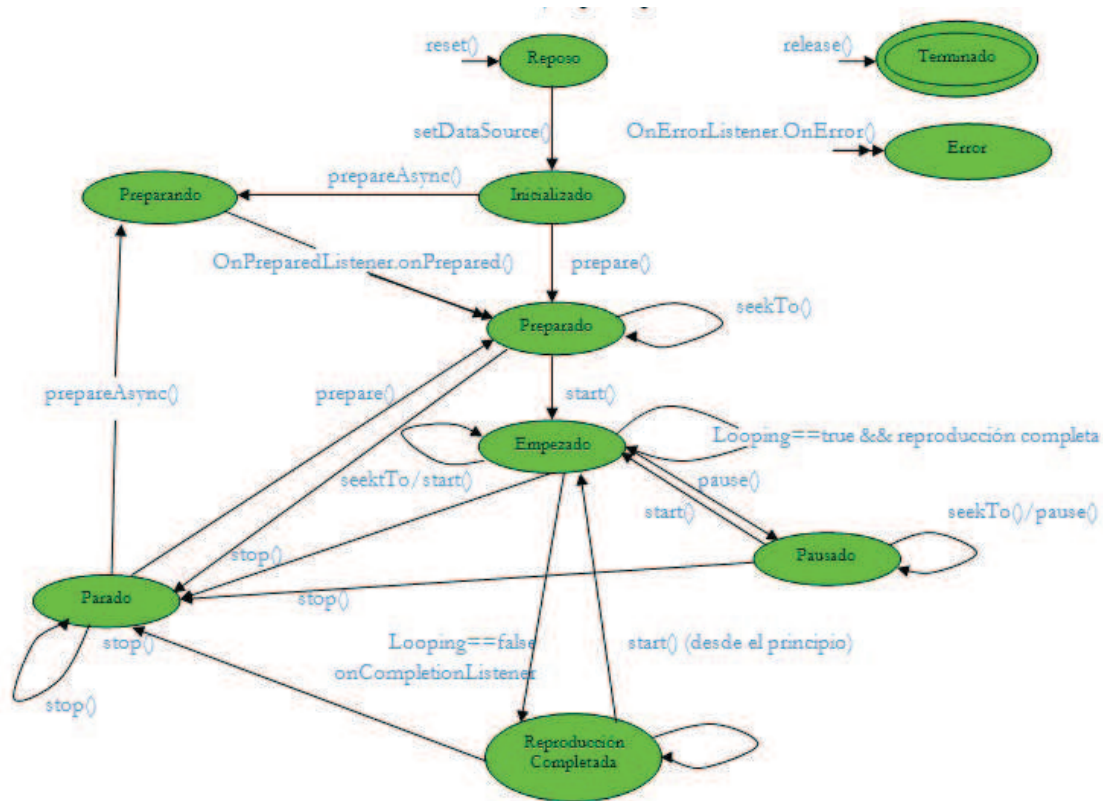 reset()
Reposo
release()
Terminado
setDataSource()
OnErrorListener.OnError()
Error
prepareAsync()
Preparando
Inicializado
OnPreparedListener.onPrepared()
prepare()
Preparado
seekTo()
prepareAsync()
prepare()
start()
Empezado
Looping==true && reproducción completa
seektTo/start()
pause()
start()
seekTo()/pause()
Pausado
stop()
Parado
stop()
stop()
Looping==false
onCompletionListener
start() (desde el principio)
stop()
Reproducción
Completada